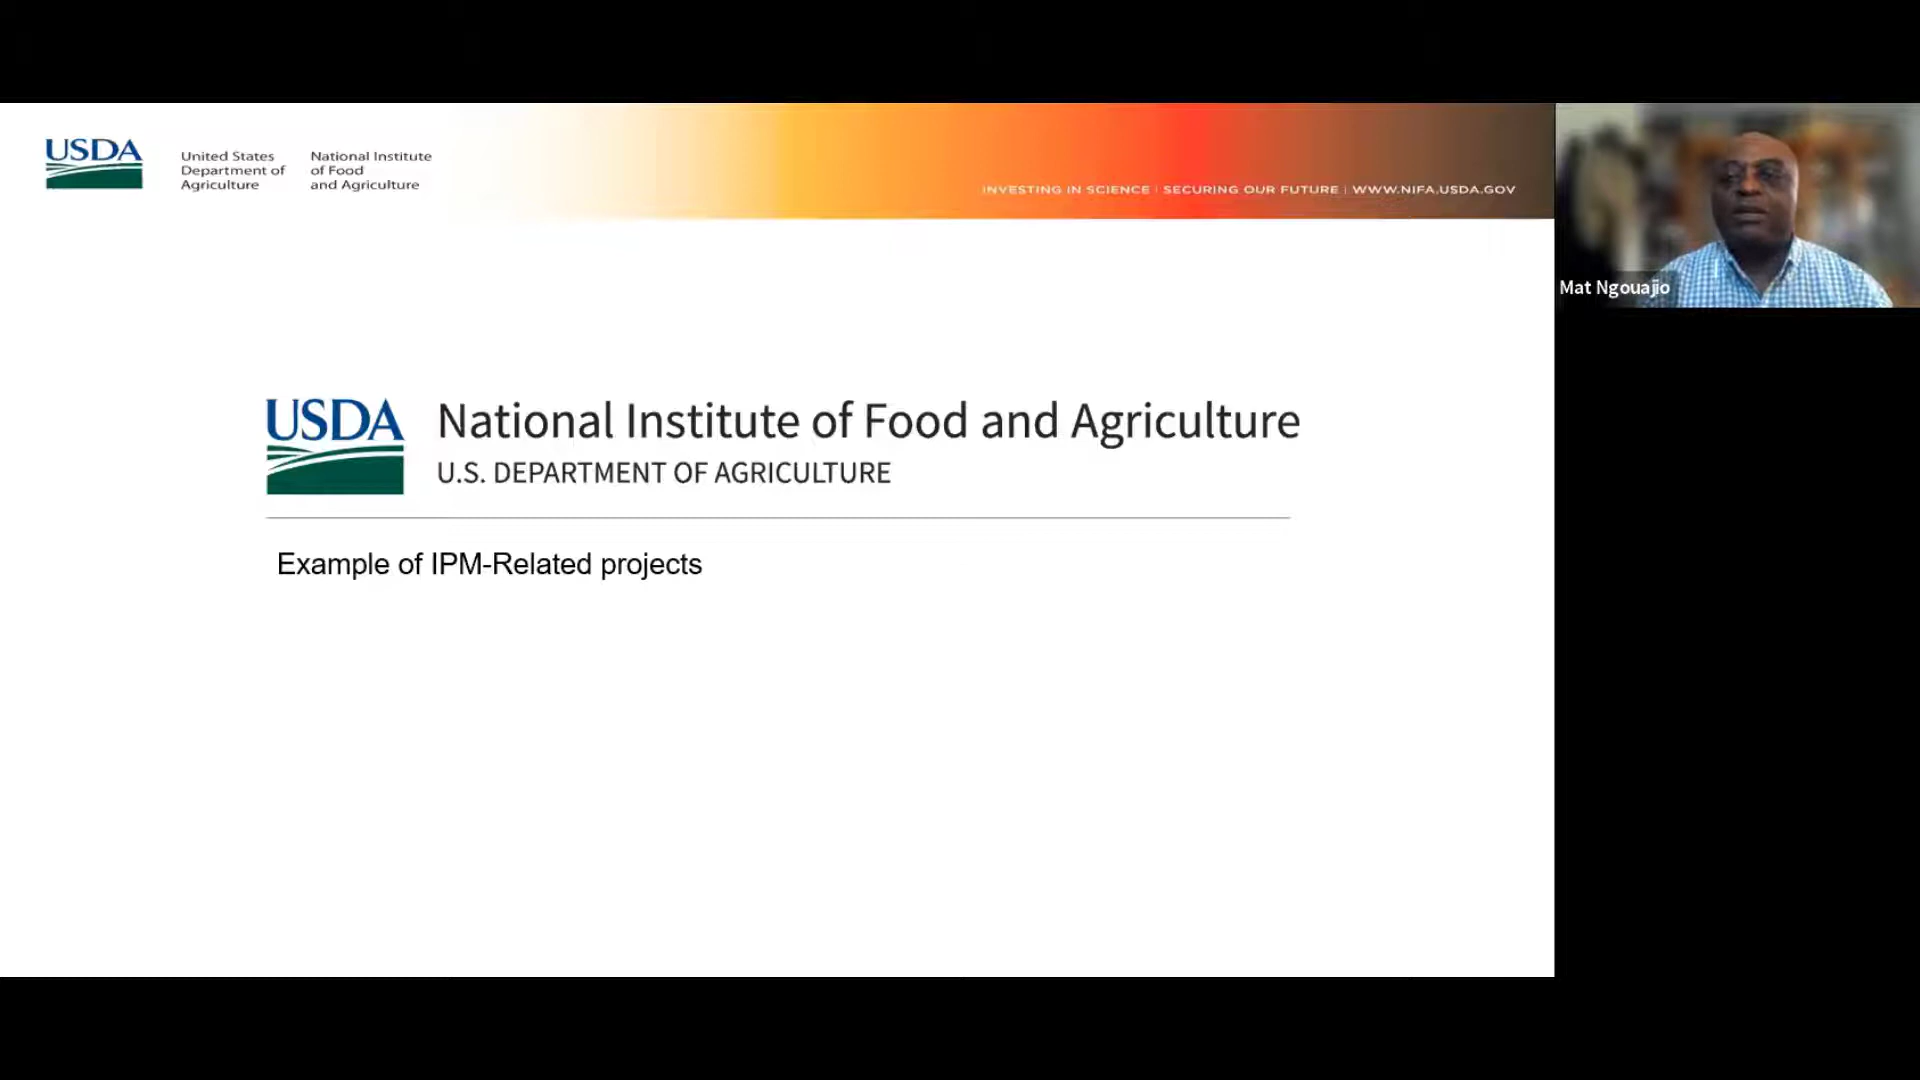 USDA
United States
Department of
Agriculture
National Institute
of Food
and Agriculture
INVESTING IN SCIENCE | SECURING OUR FUTURE | WWW.NIFA.USDA.GOV
Mat Ngouajio
USDA
National Institute of Food and Agriculture
U.S. DEPARTMENT OF AGRICULTURE
Example of IPM-Related projects